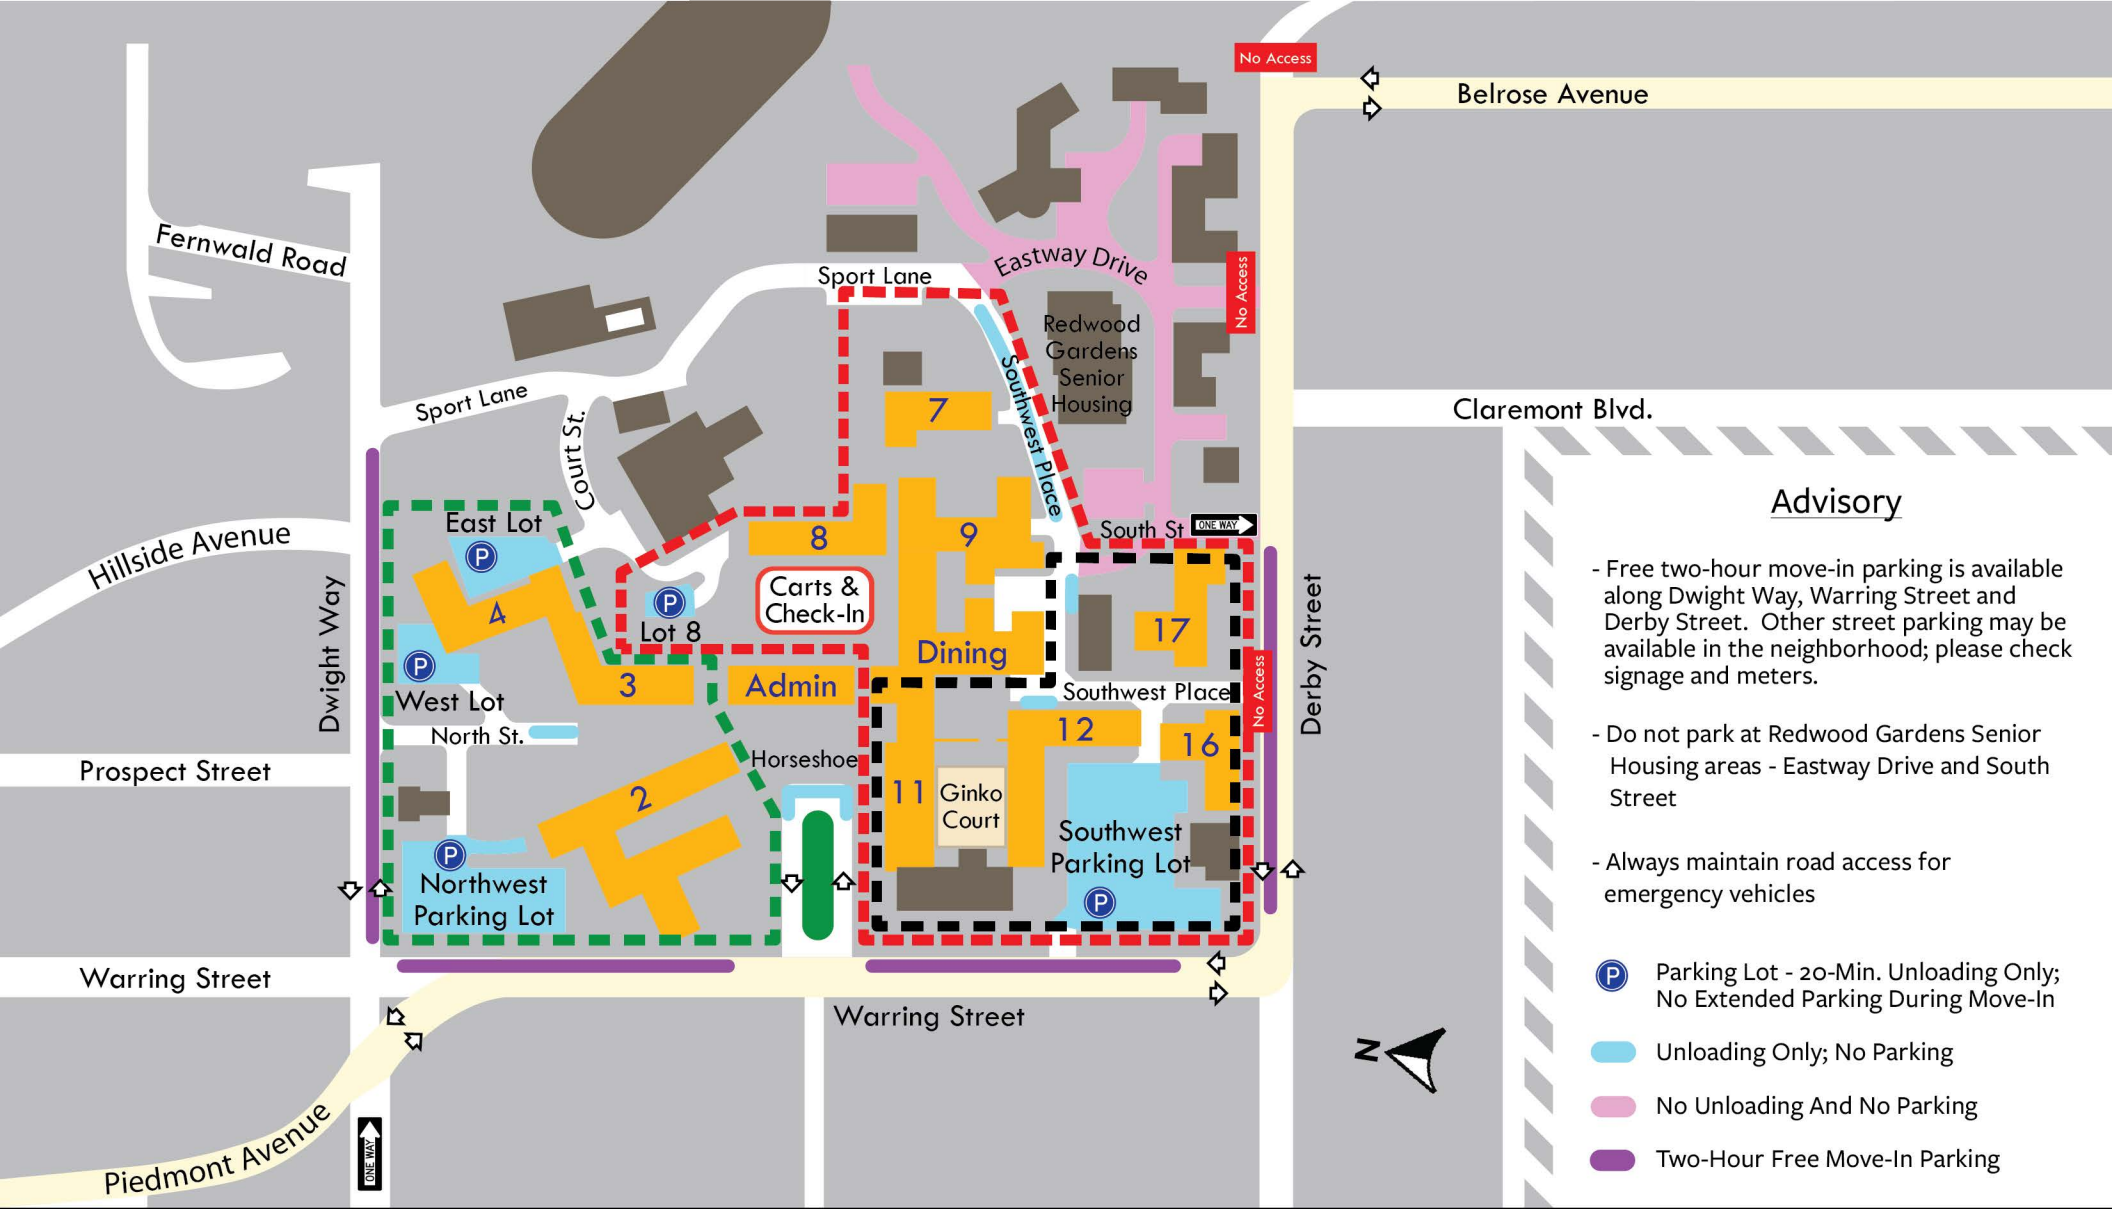 No Access
Belrose Avenue
Fernwald Road
Sport Lane
Eastway Drive
No Access
Redwood
Gardens
Senior
Housing
Southwest Place
Sport Lane
Court St.
7
Claremont Blvd.
Hillside Avenue
East Lot
P
4
8
9
South St
ONE WAY
Carts &
Check-In
P
Lot 8
Dwight Way
P
West Lot
3
Admin
Dining
17
Southwest Place
No Access
Derby Street
North St.
Prospect Street
Horseshoe
12
16
2
11
Ginko
Court
Southwest
Parking Lot
P
P
Northwest
Parking Lot
Warring Street
Warring Street
Piedmont Avenue
ONE WAY
N
Advisory
- Free two-hour move-in parking is available
along Dwight Way, Warring Street and
Derby Street. Other street parking may be
available in the neighborhood; please check
signage and meters.
- Do not park at Redwood Gardens Senior
Housing areas - Eastway Drive and South
Street
- Always maintain road access for
emergency vehicles
P
Parking Lot - 20-Min. Unloading Only;
No Extended Parking During Move-In
Unloading Only; No Parking
No Unloading And No Parking
Two-Hour Free Move-In Parking